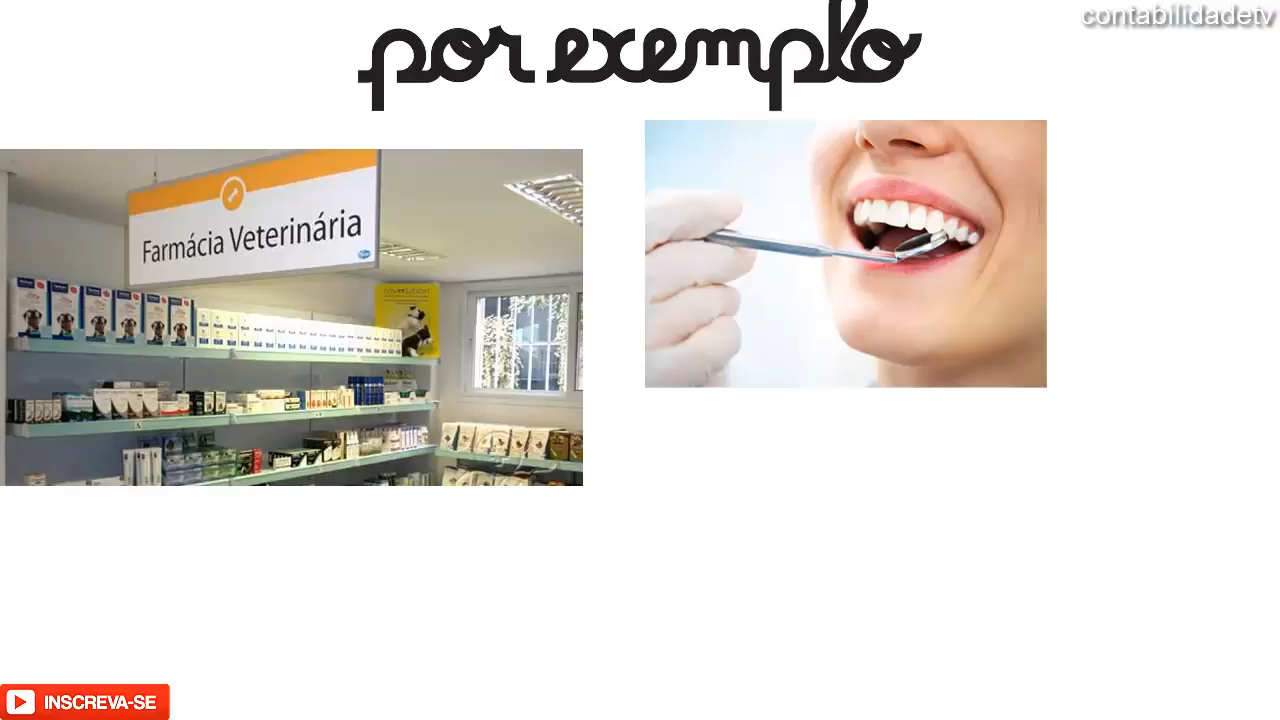 contabilidadetv
por exemplo
Farmácia Veterinária
INSCREVA-SE